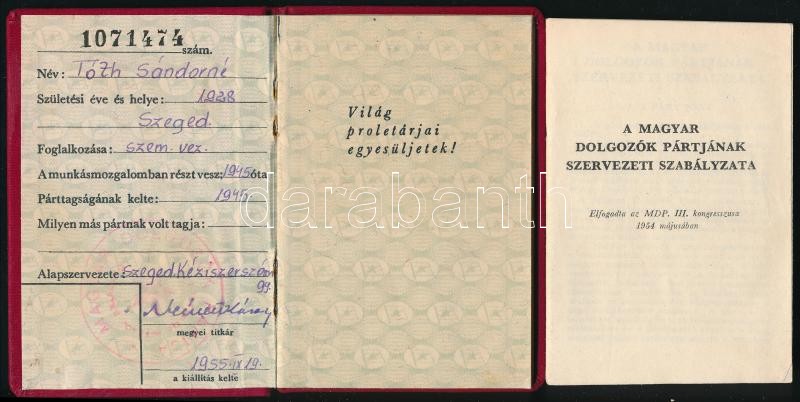 1071474 szám.
Név: Tóth Sándorné
Születési éve és helye: 1928
Szeged.
Foglalkozása: szem. vez.
A munkásmozgalomban részt vesz: 1945 óta
Párttagságának kelte: 1945.
Milyen más pártnak volt tagja:
Alapszervezete: Szeged. Kéziszerszám
gy.
megyei titkár
1955. IX 19.
a kiállítás kelte
Világ
proletárjai
egyesüljetek!
A MAGYAR
DOLGOZÓK PÁRTJÁNAK
SZERVEZETI SZABÁLYZATA
Elfogadta az MDP. III. kongresszusa
1954 májusában
darabanth